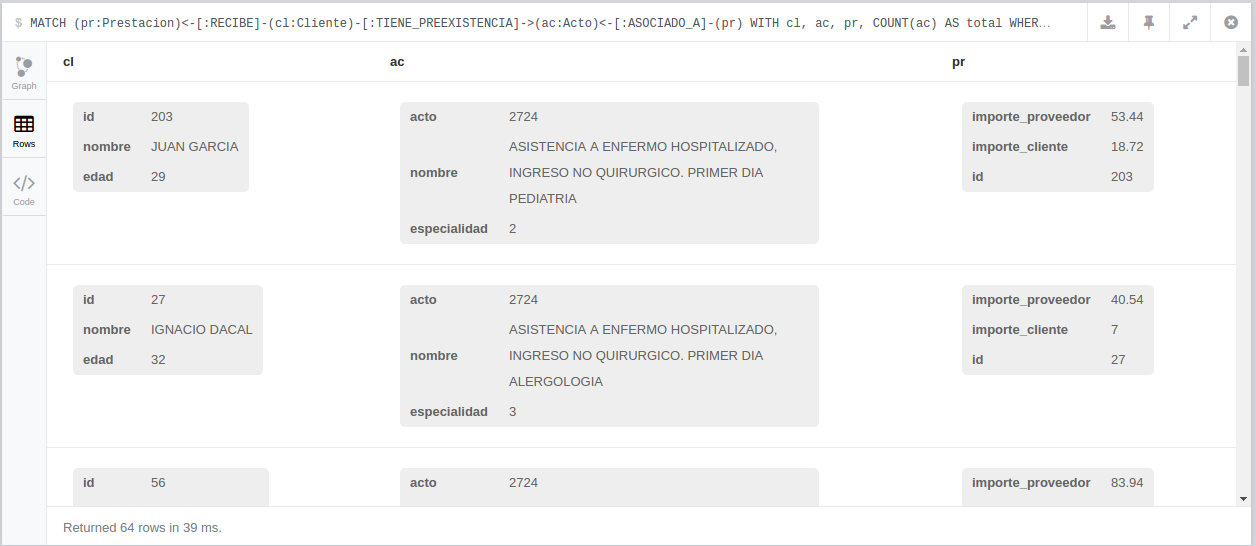 $ MATCH (pr:Prestacion)<-[:RECIBE]-(cl:Cliente)-[:TIENE_PREEXISTENCIA]->(ac:Acto)<-[:ASOCIADO_A]-(pr) WITH cl, ac, pr, COUNT(ac) AS total WHER...
Graph
Rows
Code
cl ac pr
id 203
nombre JUAN GARCIA
edad 29
acto 2724
nombre ASISTENCIA A ENFERMO HOSPITALIZADO,
INGRESO NO QUIRURGICO. PRIMER DIA
PEDIATRIA
especialidad 2
importe_proveedor 53.44
importe_cliente 18.72
id 203
id 27
nombre IGNACIO DACAL
edad 32
acto 2724
nombre ASISTENCIA A ENFERMO HOSPITALIZADO,
INGRESO NO QUIRURGICO. PRIMER DIA
ALERGOLOGIA
especialidad 3
importe_proveedor 40.54
importe_cliente 7
id 27
id 56
acto 2724
importe_proveedor 83.94
Returned 64 rows in 39 ms.